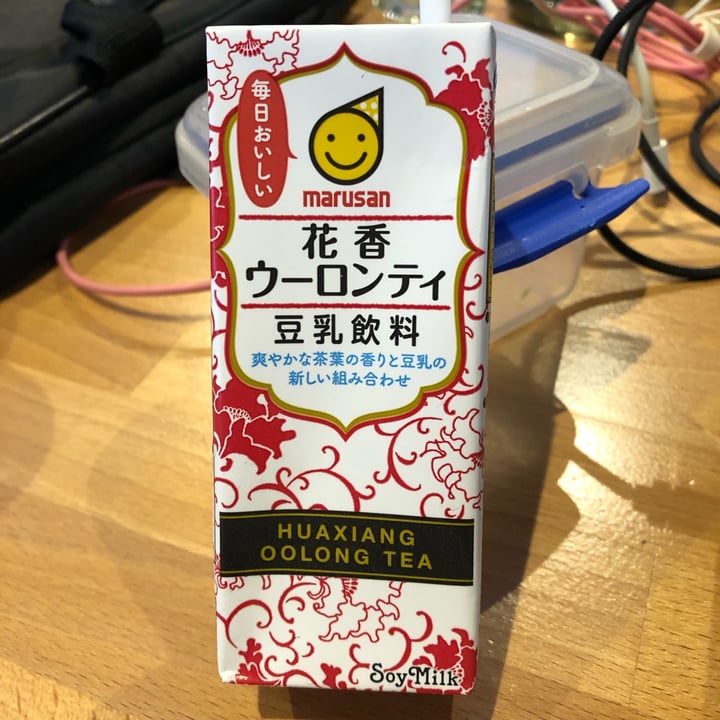 毎日おいしい
marusan
花香
ウーロンティ
豆乳飲料
爽やかな茶葉の香りと豆乳の
新しい組み合わせ
HUAXIANG
OOLONG TEA
SoyMilk